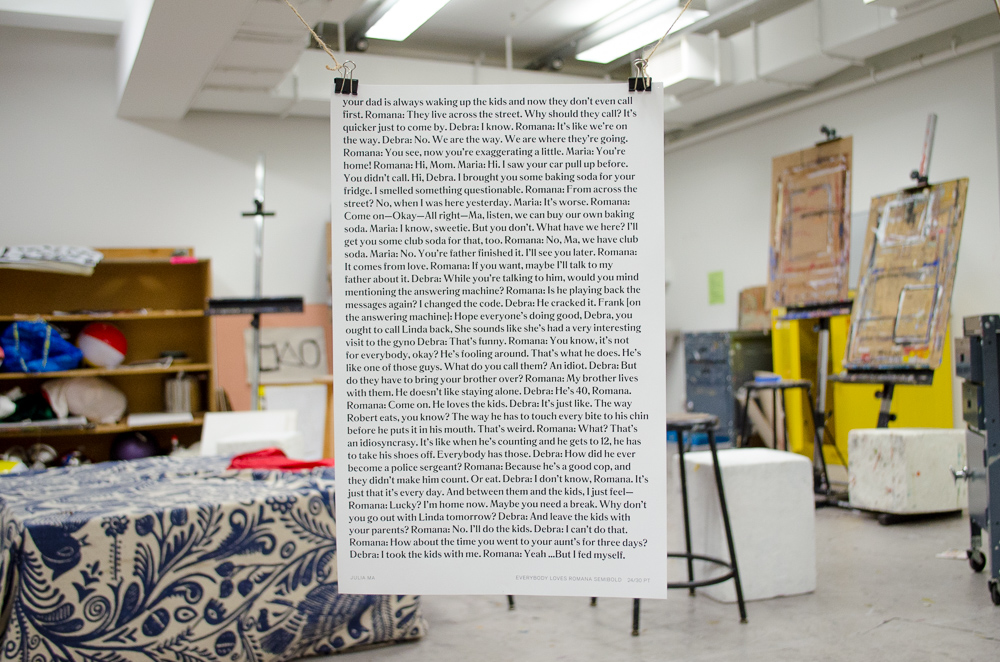 your dad is always waking up the kids and now they don't even call
first. Romana: They live across the street. Why should they call? It's
quicker just to come by. Debra: I know. Romana: It's like we're on
the way. Debra: No. We are the way. We are where they're going.
Romana: You see, now you're exaggerating a little. Maria: You're
home! Romana: Hi, Mom. Maria: Hi. I saw your car pull up before.
You didn't call. Hi, Debra. I brought you some baking soda for your
fridge. I smelled something questionable. Romana: From across the
street? No, when I was here yesterday. Maria: It's worse. Romana:
Come on—Okay—All right—Ma, listen, we can buy our own baking
soda. Maria: I know, sweetie. But you don't. What have we here? I'll
get you some club soda for that, too. Romana: No, Ma, we have club
soda. Maria: No. You're father finished it. I'll see you later. Romana:
It comes from love. Romana: If you want, maybe I'll talk to my
father about it. Debra: While you're talking to him, would you mind
mentioning the answering machine? Romana: Is he playing back the
messages again? I changed the code. Debra: He cracked it. Frank [on
the answering machine]: Hope everyone's doing good, Debra, you
ought to call Linda back, She sounds like she's had a very interesting
visit to the gyno Debra: That's funny. Romana: You know, it's not
for everybody, okay? He's fooling around. That's what he does. He's
like one of those guys. What do you call them? An idiot. Debra: But
do they have to bring your brother over? Romana: My brother lives
with them. He doesn't like staying alone. Debra: He's 40, Romana.
Romana: Come on. He loves the kids. Debra: It's just like. The way
Robert eats, you know? The way he has to touch every bite to his chin
before he puts it in his mouth. That's weird. Romana: What? That's
an idiosyncrasy. It's like when he's counting and he gets to 12, he has
to take his shoes off. Everybody has those. Debra: How did he ever
become a police sergeant? Romana: Because he's a good cop, and
they didn't make him count. Or eat. Debra: I don't know, Romana. It's
just that it's every day. And between them and the kids, I just feel—
Romana: Lucky? I'm home now. Maybe you need a break. Why don't
you go out with Linda tomorrow? Debra: And leave the kids with
your parents? Romana: No. I'll do the kids. Debra: I can't do that.
Romana: How about the time you went to your aunt's for three days?
Debra: I took the kids with me. Romana: Yeah ...But I fed myself.
JULIA MA
EVERYBODY LOVES ROMANA SEMIBOLD 26/30 PT